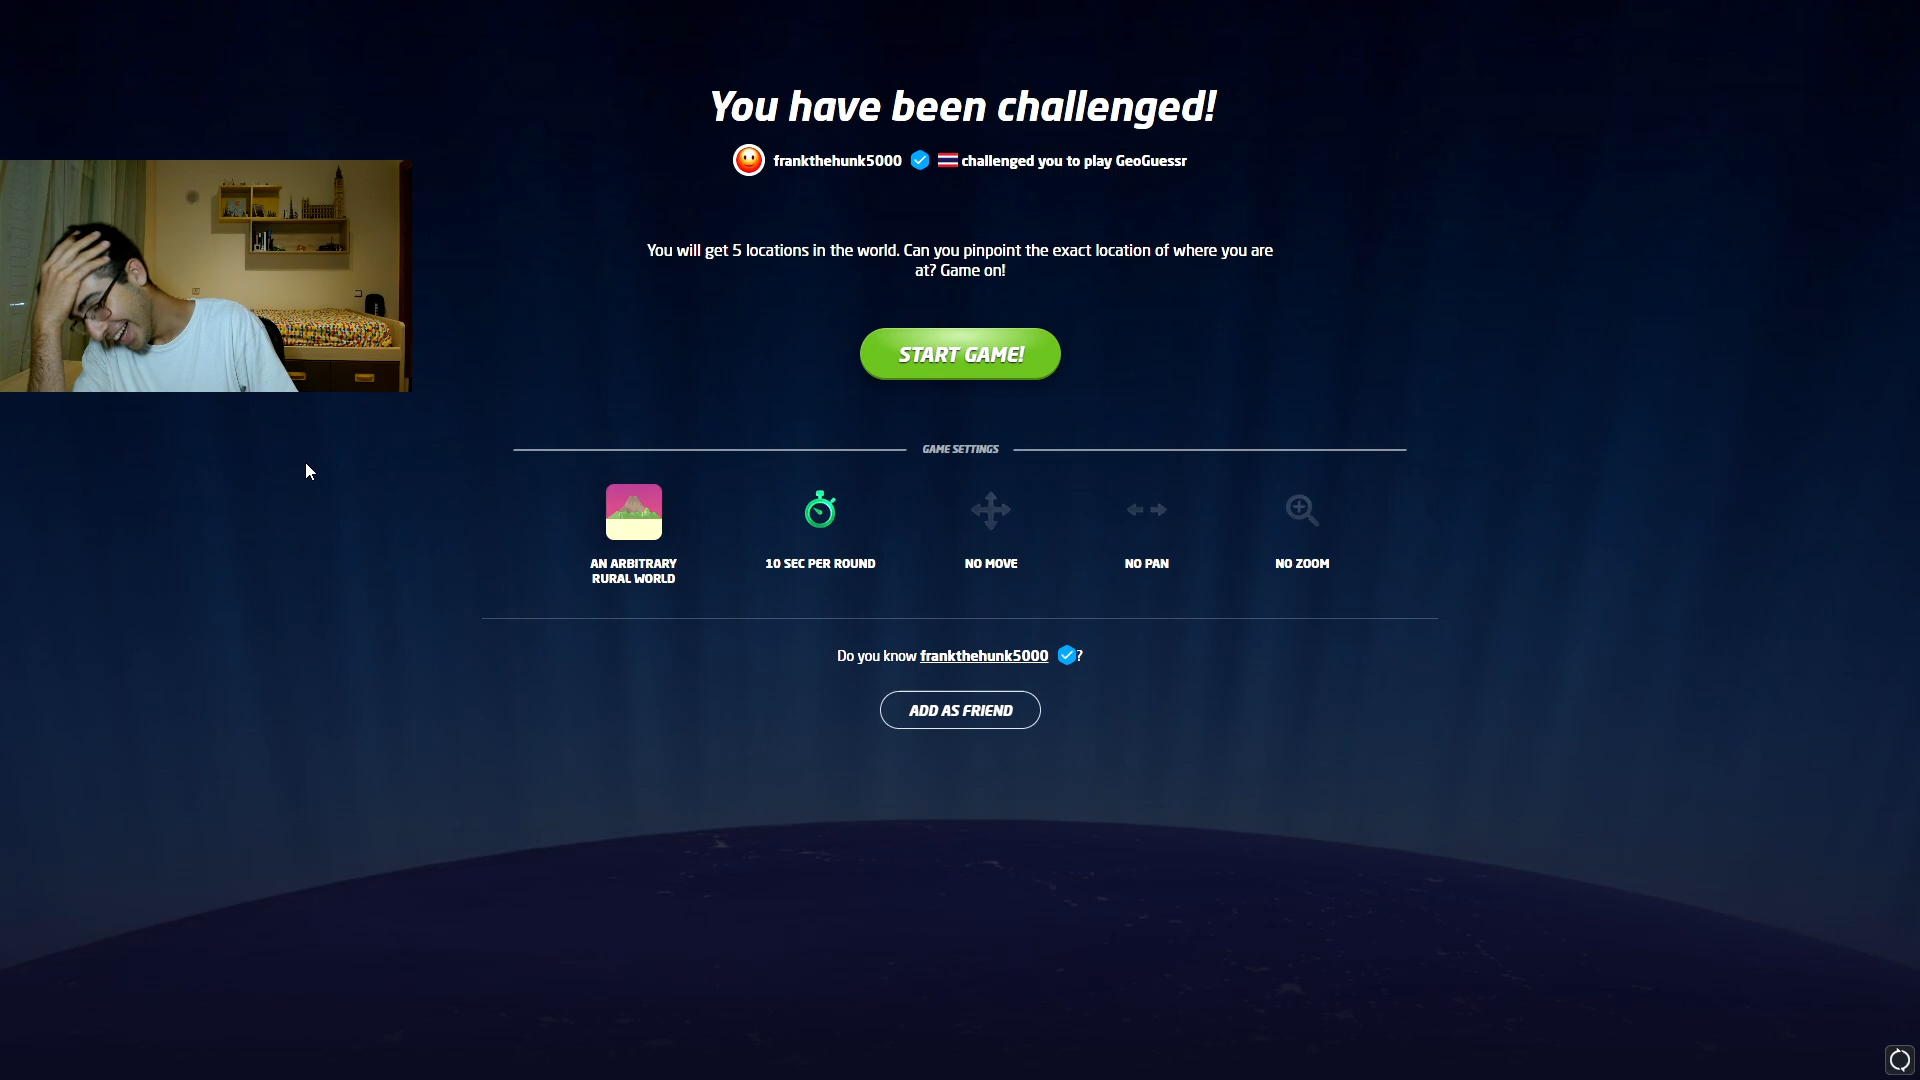 You have been challenged!
frankthehunk5000 challenged you to play GeoGuessr
You will get 5 locations in the world. Can you pinpoint the exact location of where you are
at? Game on!
START GAME!
GAME SETTINGS
AN ARBITRARY
RURAL WORLD
10 SEC PER ROUND
NO MOVE
NO PAN
NO ZOOM
Do you know frankthehunk5000 ?
ADD AS FRIEND